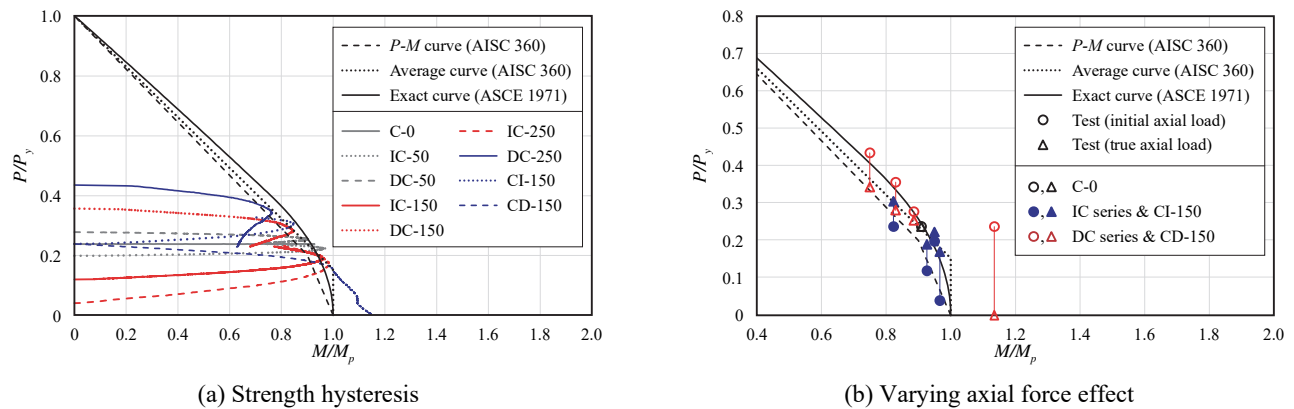 1.0
0.8
0.6
0.4
0.2
0
P/Py
0 0.2 0.4 0.6 0.8 1.0 1.2 1.4 1.6 1.8 2.0
M/Mp
P-M curve (AISC 360)
Average curve (AISC 360)
Exact curve (ASCE 1971)
C-0
IC-50
DC-50
IC-150
DC-150
IC-250
DC-250
CI-150
CD-150
(a) Strength hysteresis
0.8
0.7
0.6
0.5
0.4
0.3
0.2
0.1
0
P/Py
0.4 0.6 0.8 1.0 1.2 1.4 1.6 1.8 2.0
M/Mp
P-M curve (AISC 360)
Average curve (AISC 360)
Exact curve (ASCE 1971)
Test (initial axial load)
Test (true axial load)
, C-0
, IC series & CI-150
, DC series & CD-150
(b) Varying axial force effect